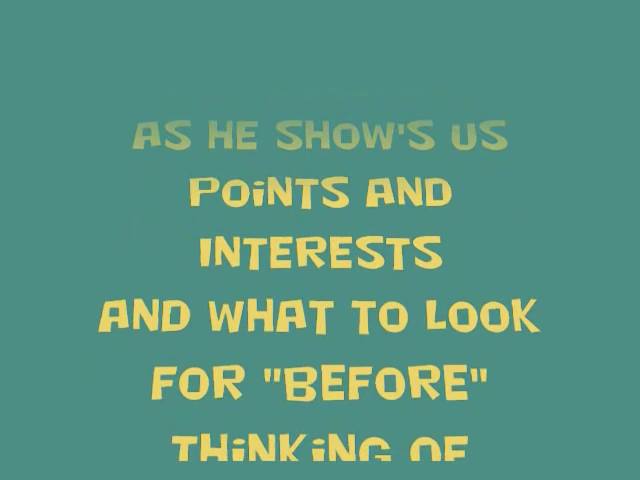 AS HE SHOW'S US
POiNTS AND
INTERESTS
AND WHAT TO LOOK
FOR "BEFORE"
THiNKiNG OF